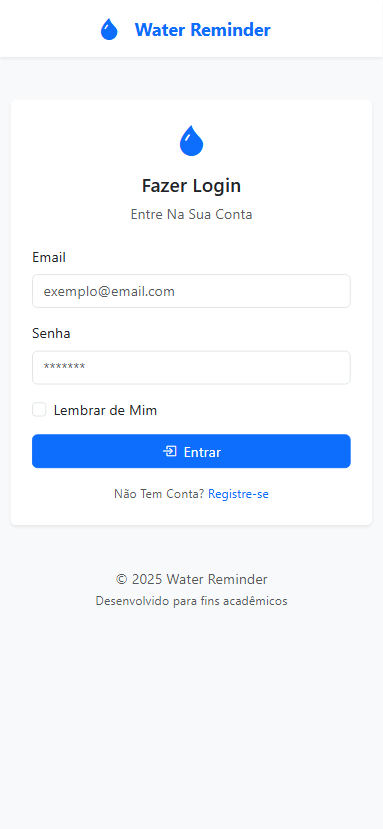 Water Reminder
Fazer Login
Entre Na Sua Conta
Email
exemplo@email.com
Senha
*******
Lembrar de Mim
Entrar
Não Tem Conta? Registre-se
© 2025 Water Reminder
Desenvolvido para fins acadêmicos